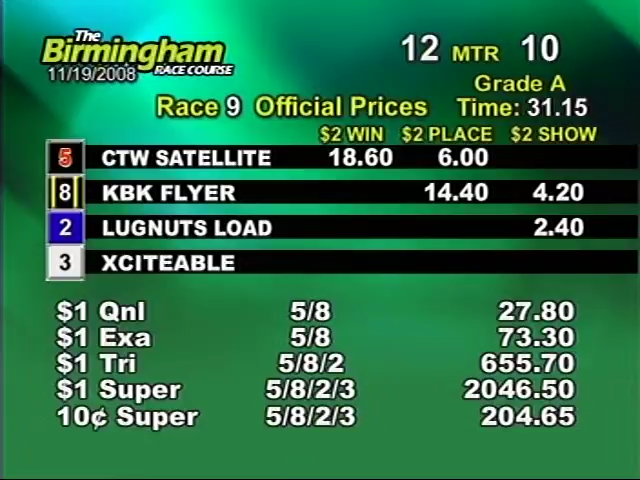 The
Birmingham
RACE COURSE
11/19/2008
12 MTR 10
Grade A
Race 9 Official Prices Time: 31.15
$2 WIN $2 PLACE $2 SHOW
5 CTW SATELLITE 18.60 6.00
8 KBK FLYER 14.40 4.20
2 LUGNUTS LOAD 2.40
3 XCITEABLE
$1 Qnl 5/8 27.80
$1 Exa 5/8 73.30
$1 Tri 5/8/2 655.70
$1 Super 5/8/2/3 2046.50
10¢ Super 5/8/2/3 204.65